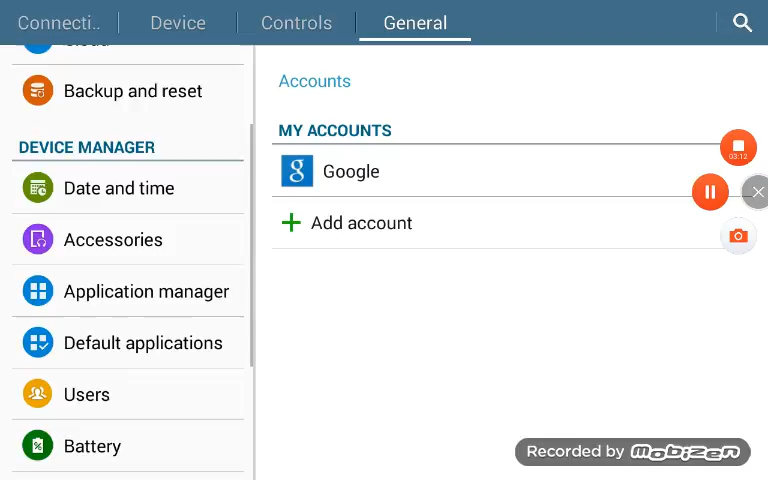 Connecti..
Device
Controls
General
Cloud
Backup and reset
DEVICE MANAGER
Date and time
Accessories
Application manager
Default applications
Users
Battery
Accounts
MY ACCOUNTS
g Google
Add account
03:12
Recorded by mobizen